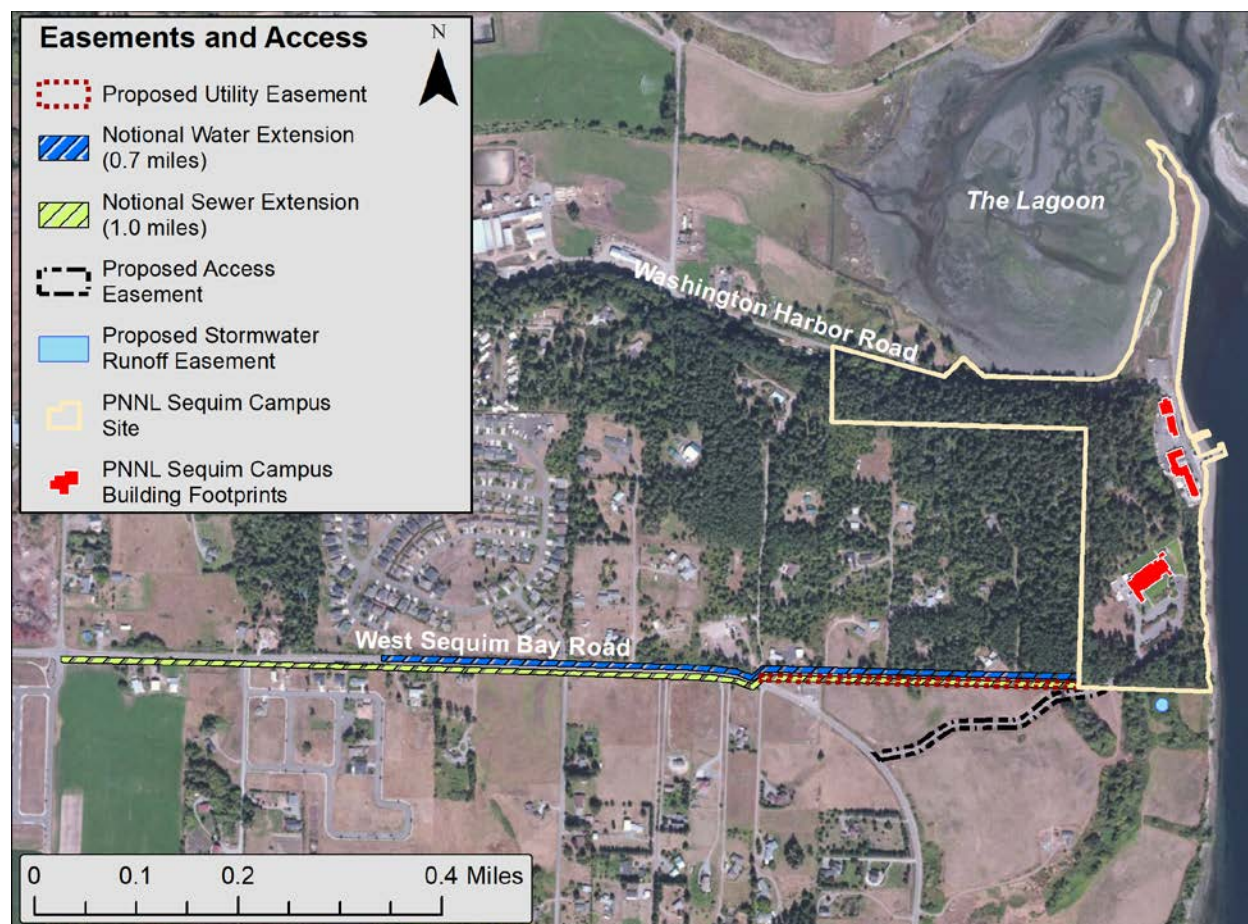 Easements and Access
N
Proposed Utility Easement
Notional Water Extension
(0.7 miles)
Notional Sewer Extension
(1.0 miles)
Proposed Access
Easement
Proposed Stormwater
Runoff Easement
PNNL Sequim Campus
Site
PNNL Sequim Campus
Building Footprints
The Lagoon
Washington Harbor Road
West Sequim Bay Road
0 0.1 0.2 0.4 Miles